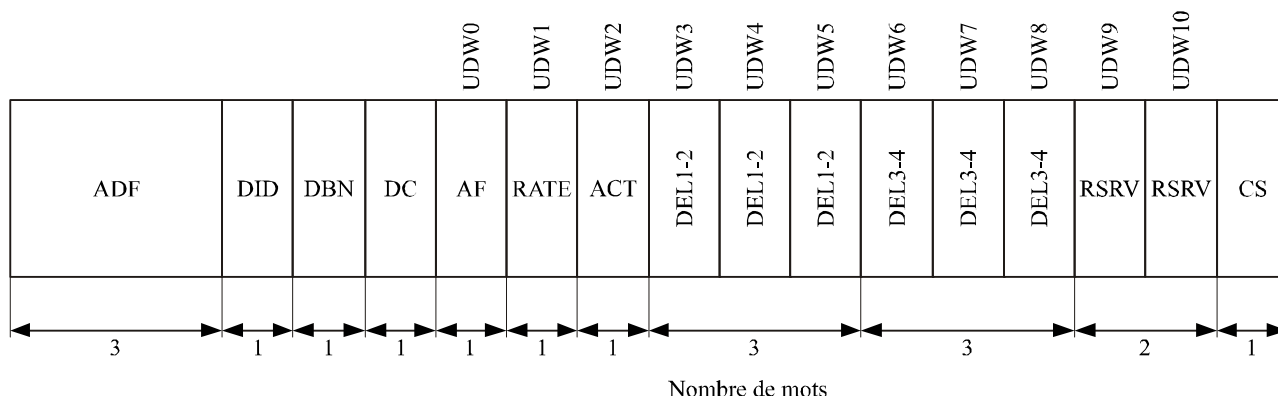 UDW0 UDW1 UDW2 UDW3 UDW4 UDW5 UDW6 UDW7 UDW8 UDW9 UDW10
ADF DID DBN DC AF RATE ACT DEL1-2 DEL1-2 DEL1-2 DEL3-4 DEL3-4 DEL3-4 RSRV RSRV CS
3 1 1 1 1 1 1 3 3 2 1
Nombre de mots